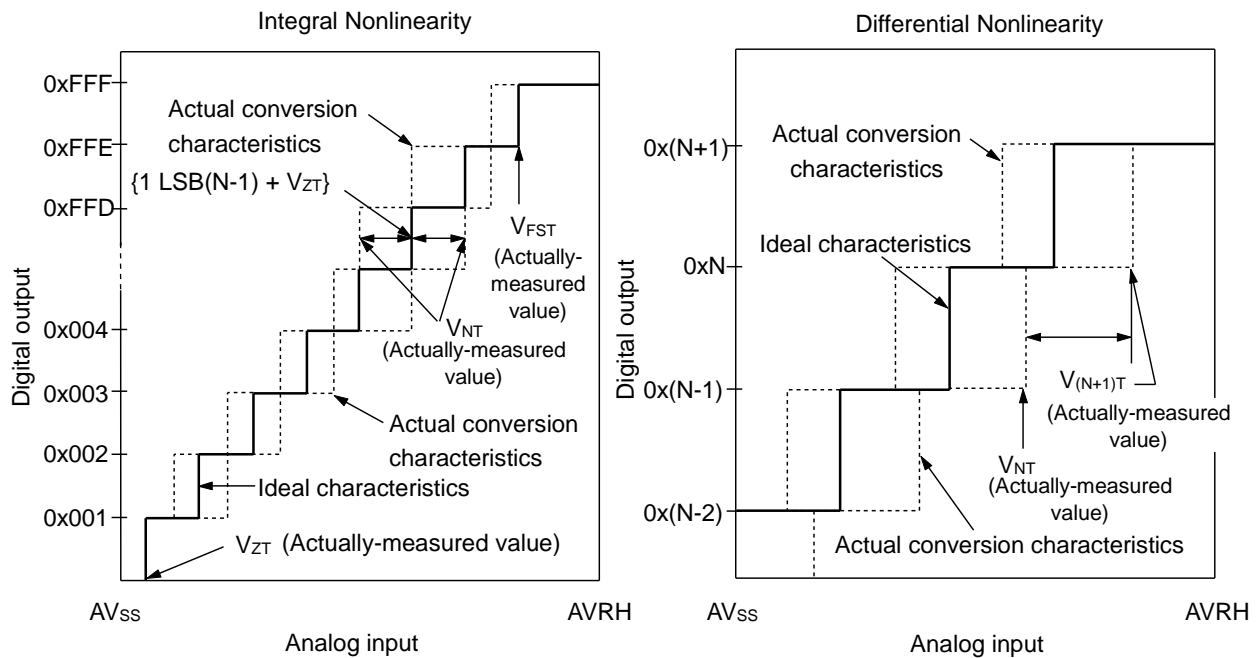 Integral Nonlinearity
0xFFF
0xFFE
0xFFD
0x004
0x003
0x002
0x001
Digital output
Actual conversion
characteristics
{1 LSB(N-1) + VZT}
VFST
(Actually-
measured
value)
VNT
(Actually-measured
value)
Actual conversion
characteristics
Ideal characteristics
VZT (Actually-measured value)
AVSS
AVRH
Analog input
Differential Nonlinearity
0x(N+1)
0xN
0x(N-1)
0x(N-2)
Digital output
Actual conversion
characteristics
Ideal characteristics
V(N+1)T
(Actually-measured
value)
VNT
(Actually-measured
value)
Actual conversion characteristics
AVSS
AVRH
Analog input